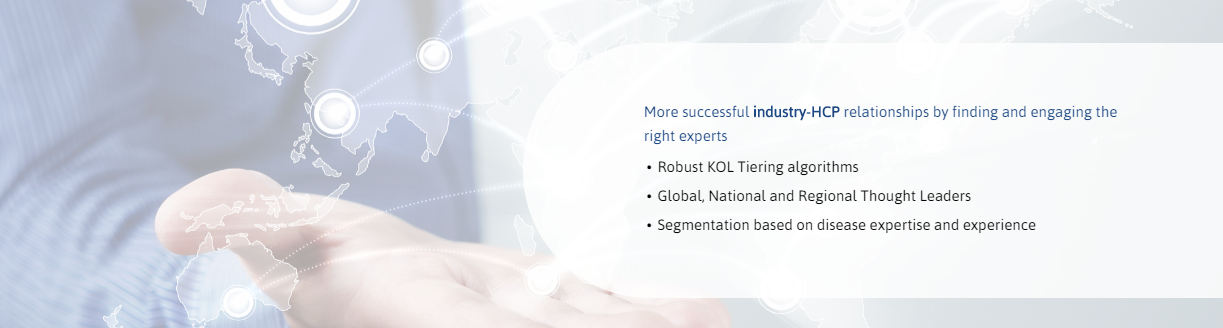 More successful industry-HCP relationships by finding and engaging the
right experts
• Robust KOL Tiering algorithms
• Global, National and Regional Thought Leaders
• Segmentation based on disease expertise and experience